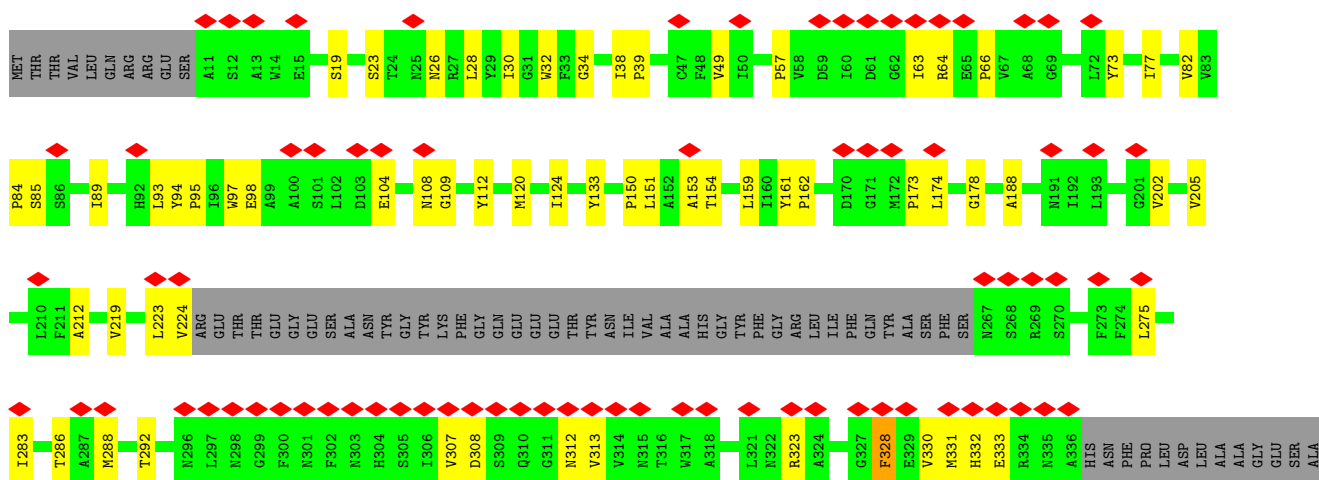 MET THR THR VAL LEU GLN ARG ARG GLU SER A11 S12 A13 W14 E15 S19 S23 T24 N25 N26 R27 L28 Y29 I30 G31 W32 F33 G34 I38 P39 C47 F48 V49 I50 P57 V58 D59 I60 D61 G62 I63 R64 E65 P66 V67 A68 G69 L72 Y73 I77 V82 V83
P84 S85 S86 I89 H92 L93 Y94 P95 I96 W97 E98 A99 A100 S101 L102 D103 E104 N108 G109 Y112 M120 I124 Y133 P150 L151 A152 A153 T154 L159 I160 Y161 P162 D170 G171 M172 P173 L174 G178 A188 N191 I192 L193 G201 V202 V205
L210 F211 A212 V219 L223 V224 ARG GLU THR THR GLU GLY GLU SER ALA ASN TYR GLY TYR LYS PHE GLY GLN GLU GLU GLU THR TYR ASN ILE VAL ALA ALA HIS GLY TYR PHE GLY ARG LEU ILE PHE GLN TYR ALA SER PHE SER N267 S268 R269 S270 F273 F274 L275
I283 T286 A287 M288 T292 N296 L297 N298 G299 F300 N301 F302 N303 H304 S305 I306 V307 D308 S309 Q310 G311 N312 V313 V314 N315 T316 W317 A318 L321 N322 R323 A324 G327 F328 E329 V330 M331 H332 E333 R334 N335 A336 HIS ASN PHE PRO LEU ASP LEU ALA ALA GLY GLU SER ALA